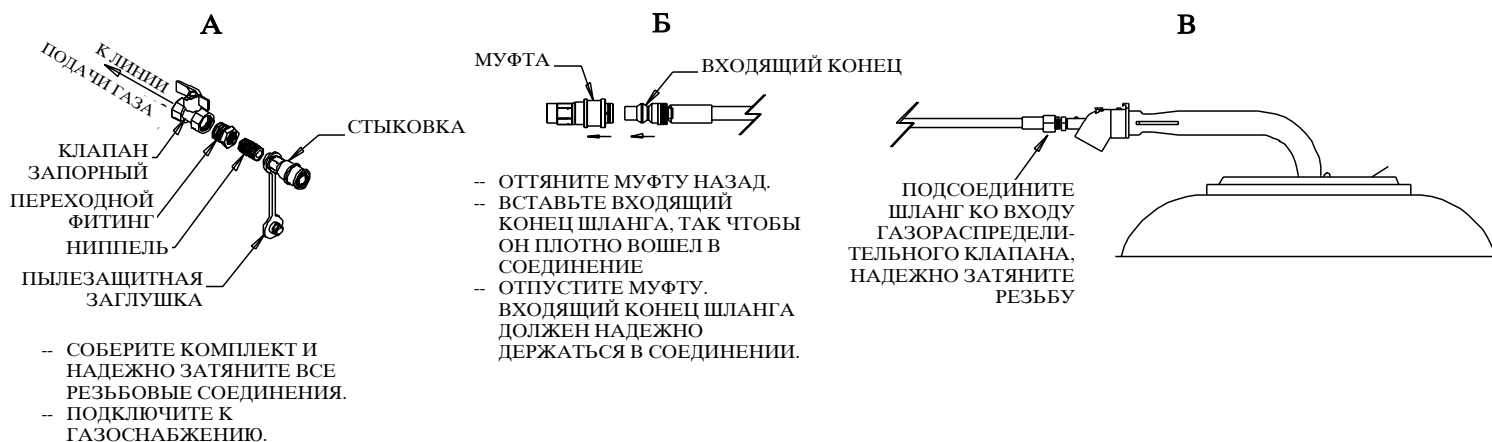 А
К ЛИНИИ
ПОДАЧИ ГАЗА
СТЫКОВКА
КЛАПАН
ЗАПОРНЫЙ
ПЕРЕХОДНОЙ
ФИТИНГ
НИППЕЛЬ
ПЫЛЕЗАЩИТНАЯ
ЗАГЛУШКА
-- СОБЕРИТЕ КОМПЛЕКТ И
НАДЕЖНО ЗАТЯНИТЕ ВСЕ
РЕЗЬБОВЫЕ СОЕДИНЕНИЯ.
-- ПОДКЛЮЧИТЕ К
ГАЗОСНАБЖЕНИЮ.
Б
МУФТА
ВХОДЯЩИЙ КОНЕЦ
-- ОТТЯНИТЕ МУФТУ НАЗАД.
-- ВСТАВЬТЕ ВХОДЯЩИЙ
КОНЕЦ ШЛАНГА, ТАК ЧТОБЫ
ОН ПЛОТНО ВОШЕЛ В
СОЕДИНЕНИЕ
-- ОТПУСТИТЕ МУФТУ.
ВХОДЯЩИЙ КОНЕЦ ШЛАНГА
ДОЛЖЕН НАДЕЖНО
ДЕРЖАТЬСЯ В СОЕДИНЕНИИ.
В
ПОДСОЕДИНИТЕ
ШЛАНГ КО ВХОДУ
ГАЗОРАСПРЕДЕЛИ-
ТЕЛЬНОГО КЛАПАНА,
НАДЕЖНО ЗАТЯНИТЕ
РЕЗЬБУ